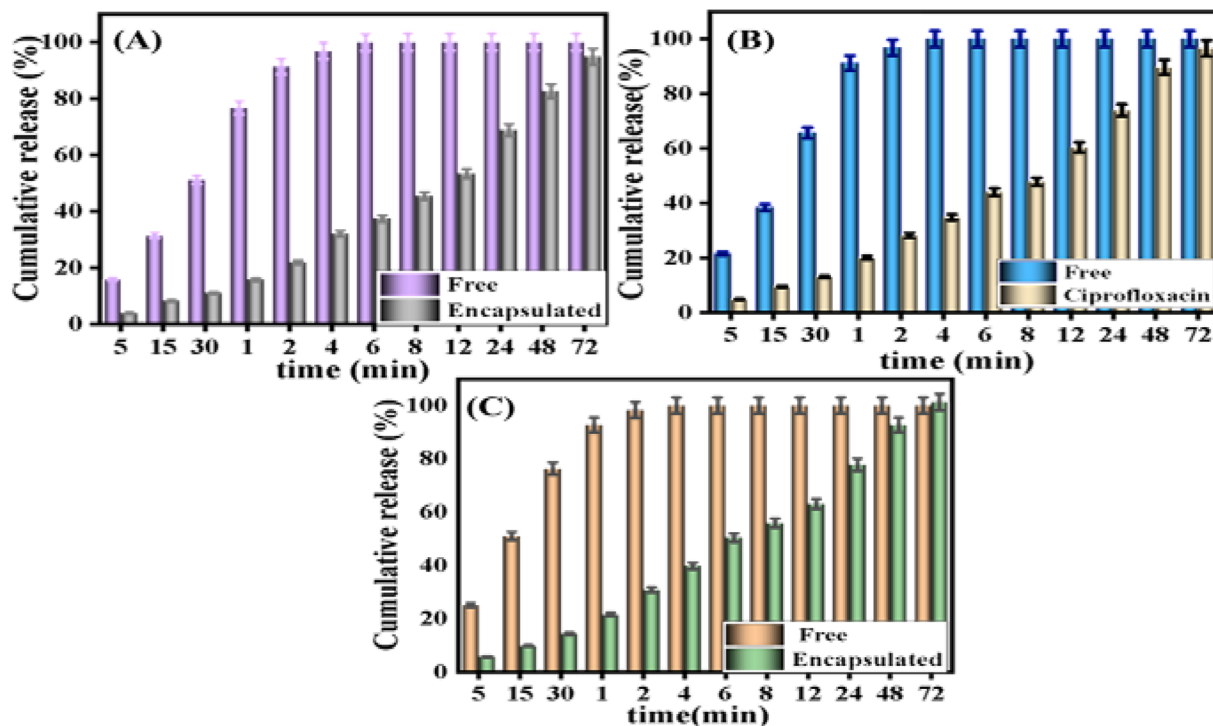 (A)
Cumulative release (%)
100
80
60
40
20
0
Free
Encapsulated
5 15 30 1 2 4 6 8 12 24 48 72
time (min)
(B)
Cumulative release(%)
100
80
60
40
20
0
Free
Ciprofloxacin
5 15 30 1 2 4 6 8 12 24 48 72
time (min)
(C)
Cumulative release (%)
100
80
60
40
20
0
Free
Encapsulated
5 15 30 1 2 4 6 8 12 24 48 72
time(min)